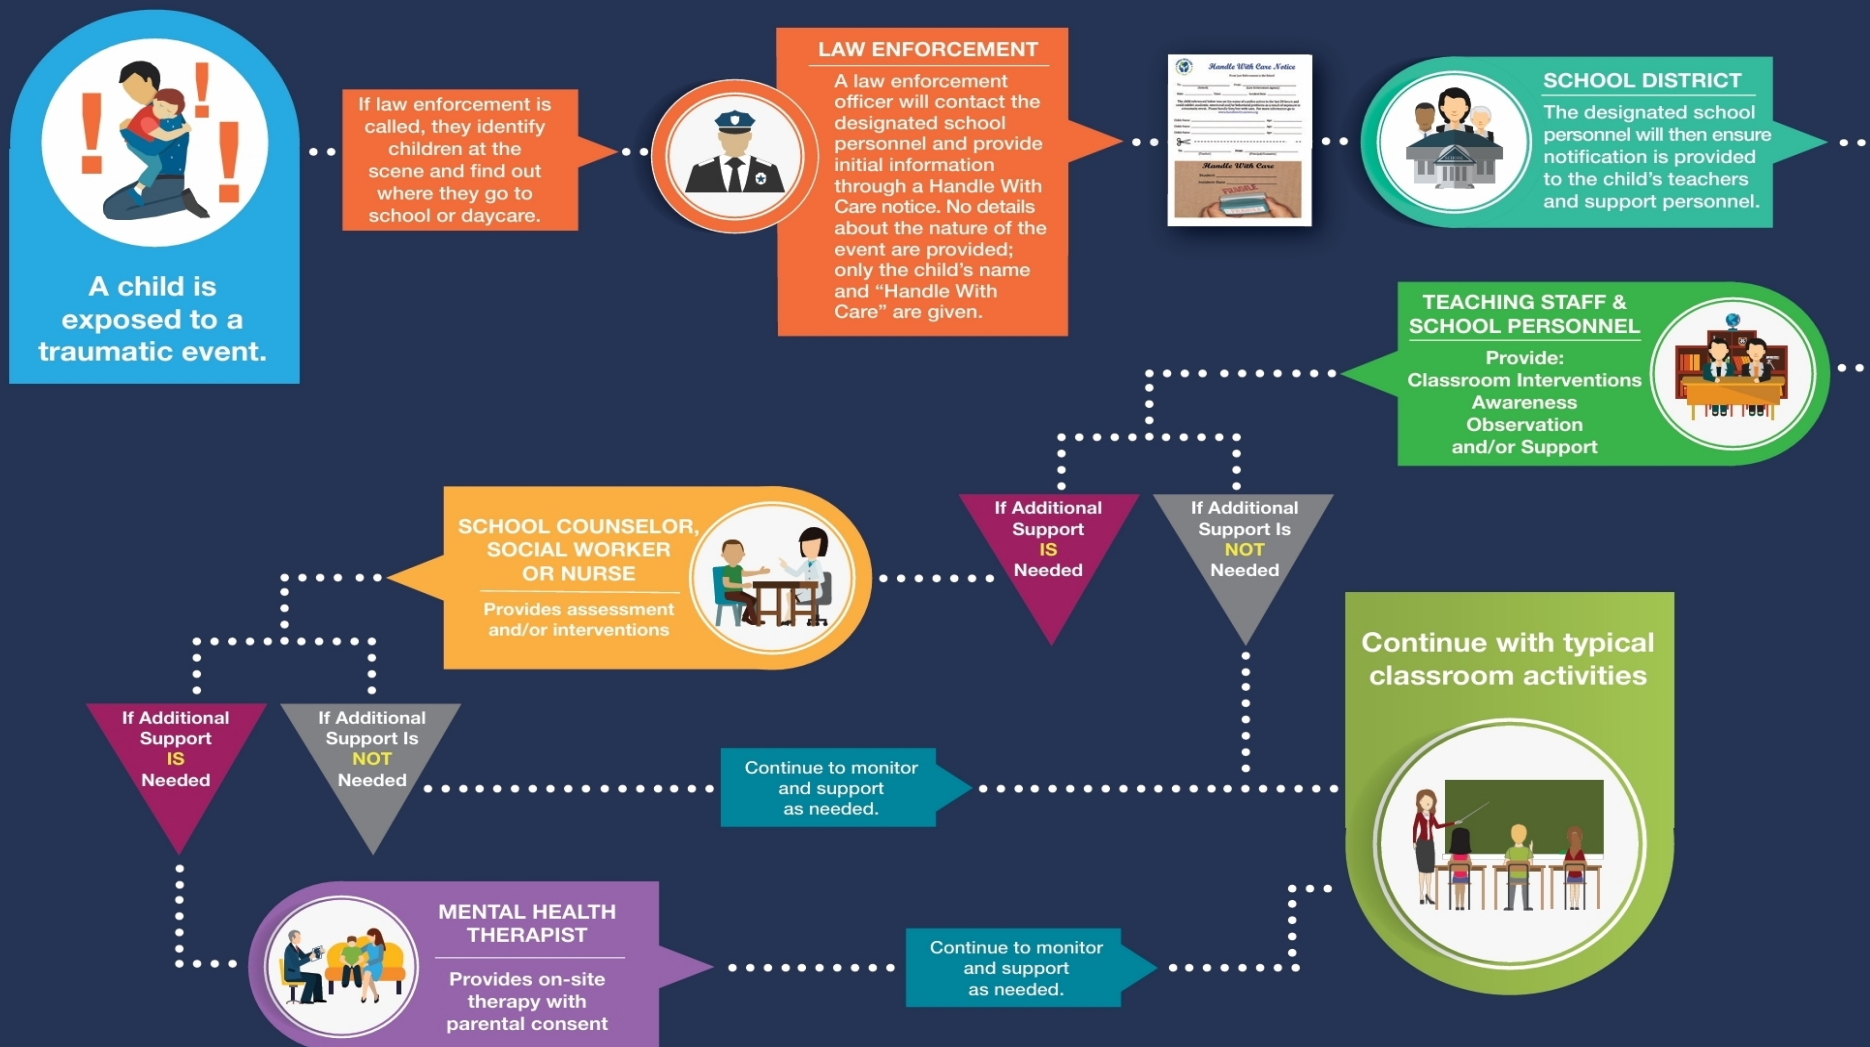 A child is
exposed to a
traumatic event.
If law enforcement is
called, they identify
children at the
scene and find out
where they go to
school or daycare.
LAW ENFORCEMENT
A law enforcement
officer will contact the
designated school
personnel and provide
initial information
through a Handle With
Care notice. No details
about the nature of the
event are provided;
only the child's name
and “Handle With
Care” are given.
Handle With Care Notice
Handle With Care
FRAGILE
SCHOOL DISTRICT
The designated school
personnel will then ensure
notification is provided
to the child's teachers
and support personnel.
TEACHING STAFF &
SCHOOL PERSONNEL
Provide:
Classroom Interventions
Awareness
Observation
and/or Support
If Additional
Support
IS
Needed
If Additional
Support Is
NOT
Needed
SCHOOL COUNSELOR,
SOCIAL WORKER
OR NURSE
Provides assessment
and/or interventions
If Additional
Support
IS
Needed
If Additional
Support Is
NOT
Needed
Continue to monitor
and support
as needed.
Continue with typical
classroom activities
MENTAL HEALTH
THERAPIST
Provides on-site
therapy with
parental consent
Continue to monitor
and support
as needed.